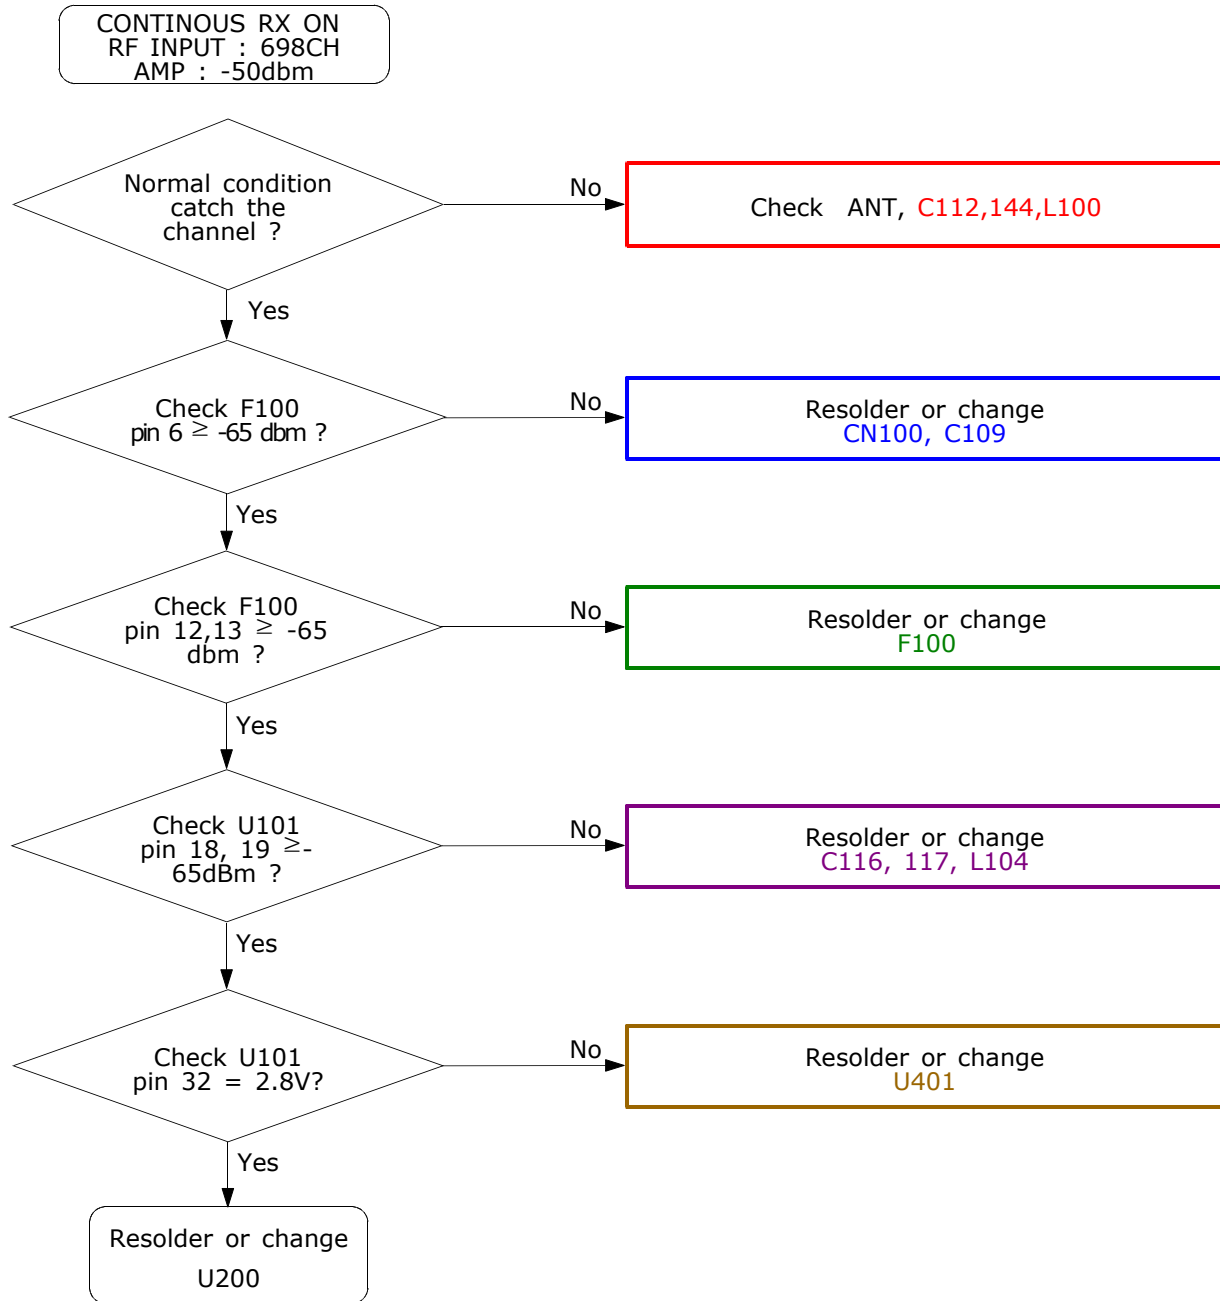 CONTINOUS RX ON
RF INPUT : 698CH
AMP : -50dbm
Normal condition
catch the
channel ?
No
Check ANT, C112,144,L100
Yes
Check F100
pin 6 ≥ -65 dbm ?
No
Resolder or change
CN100, C109
Yes
Check F100
pin 12,13 ≥ -65
dbm ?
No
Resolder or change
F100
Yes
Check U101
pin 18, 19 ≥-
65dBm ?
No
Resolder or change
C116, 117, L104
Yes
Check U101
pin 32 = 2.8V?
No
Resolder or change
U401
Yes
Resolder or change
U200